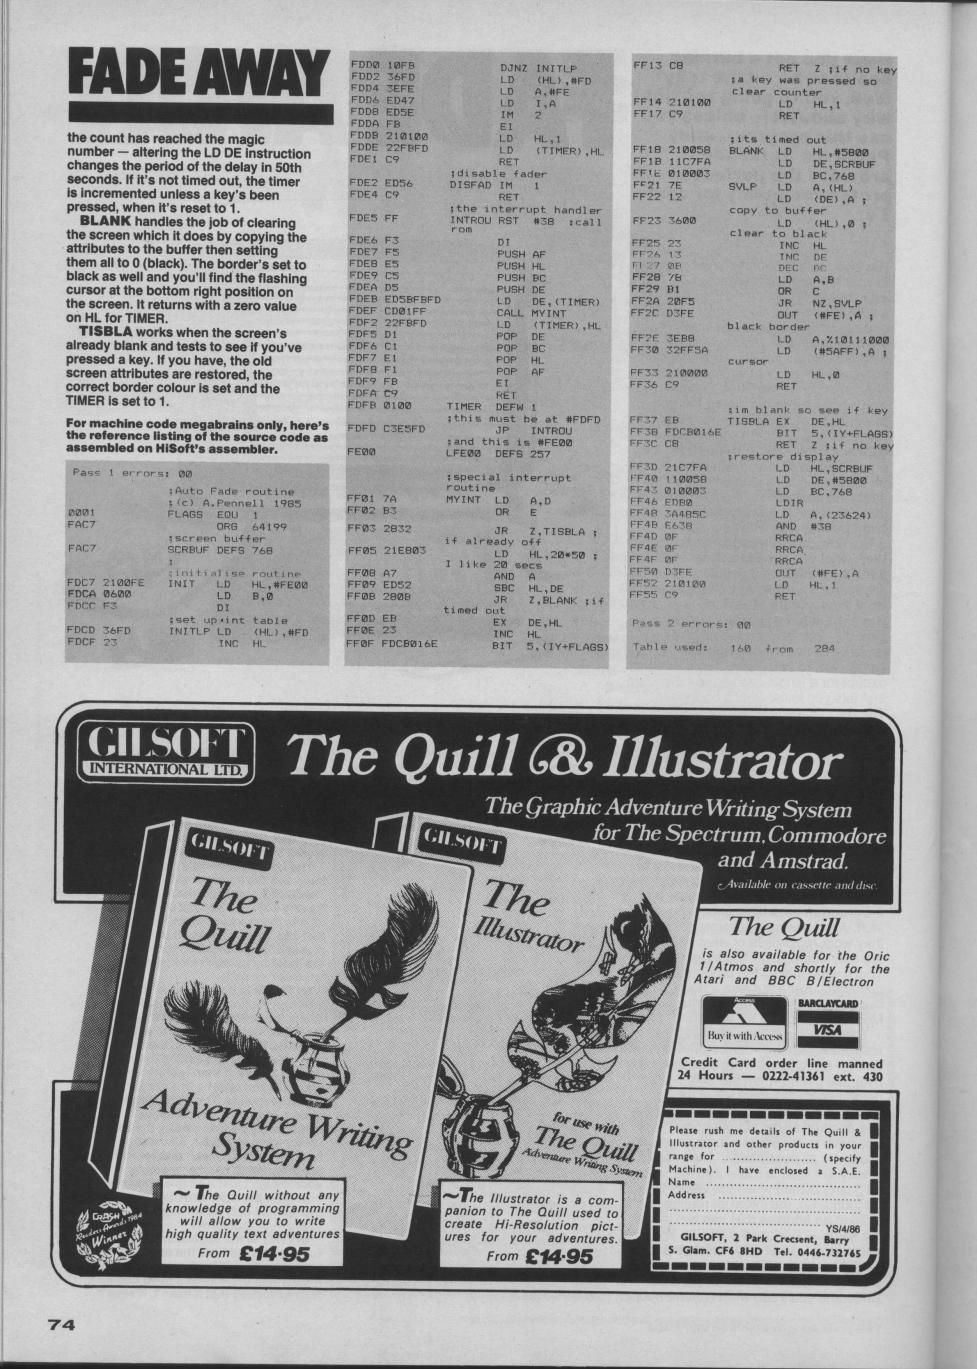 FADE AWAY
the count has reached the magic
number — altering the LD DE instruction
changes the period of the delay in 50th
seconds. If it's not timed out, the timer
is incremented unless a key's been
pressed, when it's reset to 1.
BLANK handles the job of clearing
the screen which it does by copying the
attributes to the buffer then setting
them all to 0 (black). The border's set to
black as well and you'll find the flashing
cursor at the bottom right position on
the screen. It returns with a zero value
on HL for TIMER.
TISBLA works when the screen's
already blank and tests to see if you've
pressed a key. If you have, the old
screen attributes are restored, the
correct border colour is set and the
TIMER is set to 1.
For machine code megabrains only, here's
the reference listing of the source code as
assembled on HiSoft's assembler.
Pass 1 errors: 00
;Auto Fade routine
;(c) A.Pennell 1985
0001 FLAGS EQU 1
FAC7 ORG 64199
;screen buffer
FAC7 SCRBUF DEFS 768
;
;initialise routine
FDC7 2100FE INIT LD HL,#FE00
FDCA 0600 LD B,0
FDCC F3 DI
;set up int table
FDCD 36FD INITLP LD (HL),#FD
FDCF 23 INC HL
FDD0 10FB DJNZ INITLP
FDD2 36FD LD (HL),#FD
FDD4 3EFE LD A,#FE
FDD6 ED47 LD I,A
FDD8 ED5E IM 2
FDDA FB EI
FDDB 210100 LD HL,1
FDDE 22FBFD LD (TIMER),HL
FDE1 C9 RET
;disable fader
FDE2 ED56 DISFAD IM 1
FDE4 C9 RET
;the interrupt handler
FDE5 FF INTROU RST #38 ;call
rom
FDE6 F3 DI
FDE7 F5 PUSH AF
FDE8 E5 PUSH HL
FDE9 C5 PUSH BC
FDEA D5 PUSH DE
FDEB ED5BFBFD LD DE,(TIMER)
FDEF CD01FF CALL MYINT
FDF2 22FBFD LD (TIMER),HL
FDF5 D1 POP DE
FDF6 C1 POP BC
FDF7 E1 POP HL
FDF8 F1 POP AF
FDF9 FB EI
FDFA C9 RET
FDFB 0100 TIMER DEFW 1
;this must be at #FDFD
FDFD C3E5FD JP INTROU
;and this is #FE00
FE00 LFE00 DEFS 257
;special interrupt
routine
FF01 7A MYINT LD A,D
FF02 B3 OR E
FF03 2832 JR Z,TISBLA ;
if already off
FF05 21E803 LD HL,20*50 ;
I like 20 secs
FF08 A7 AND A
FF09 ED52 SBC HL,DE
FF0B 280B JR Z,BLANK ;if
timed out
FF0D EB EX DE,HL
FF0E 23 INC HL
FF0F FDCB016E BIT 5,(IY+FLAGS)
FF13 C8 RET Z ;if no key
;a key was pressed so
clear counter
FF14 210100 LD HL,1
FF17 C9 RET
;its timed out
FF18 210058 BLANK LD HL,#5800
FF1B 11C7FA LD DE,SCRBUF
FF1E 010003 LD BC,768
FF21 7E SVLP LD A,(HL)
FF22 12 LD (DE),A ;
copy to buffer
FF23 3600 LD (HL),0 ;
clear to black
FF25 23 INC HL
FF26 13 INC DE
FF27 0B DEC BC
FF28 78 LD A,B
FF29 B1 OR C
FF2A 20F5 JR NZ,SVLP
FF2C D3FE OUT (#FE),A ;
black border
FF2E 3EB8 LD A,%10111000
FF30 32FF5A LD (#5AFF),A ;
cursor
FF33 210000 LD HL,0
FF36 C9 RET
;im blank so see if key
FF37 EB TISBLA EX DE,HL
FF38 FDCB016E BIT 5,(IY+FLAGS)
FF3C C8 RET Z ;if no key
;restore display
FF3D 21C7FA LD HL,SCRBUF
FF40 110058 LD DE,#5800
FF43 010003 LD BC,768
FF46 EDB0 LDIR
FF48 3A485C LD A,(23624)
FF4B E638 AND #38
FF4D 0F RRCA
FF4E 0F RRCA
FF4F 0F RRCA
FF50 D3FE OUT (#FE),A
FF52 210100 LD HL,1
FF55 C9 RET
Pass 2 errors: 00
Table used: 160 from 284
GILSOFT
INTERNATIONAL LTD.
The Quill & Illustrator
The Graphic Adventure Writing System
for The Spectrum, Commodore
and Amstrad.
Available on cassette and disc.
GILSOFT
The
Quill
Adventure Writing
System
GILSOFT
The
Illustrator
for use with
The Quill
Adventure Writing System
The Quill
is also available for the Oric
1/Atmos and shortly for the
Atari and BBC B/Electron
Access
Buy it with Access
BARCLAYCARD
VISA
Credit Card order line manned
24 Hours — 0222-41361 ext. 430
CRASH
Readers Awards 1984
Winner
~The Quill without any
knowledge of programming
will allow you to write
high quality text adventures
From £14·95
~The Illustrator is a com-
panion to The Quill used to
create Hi-Resolution pict-
ures for your adventures.
From £14·95
Please rush me details of The Quill &
Illustrator and other products in your
range for ...................... (specify
Machine). I have enclosed a S.A.E.
Name ....................................
Address ..................................
YS/4/86
GILSOFT, 2 Park Crecsent, Barry
S. Glam. CF6 8HD Tel. 0446-732765
74